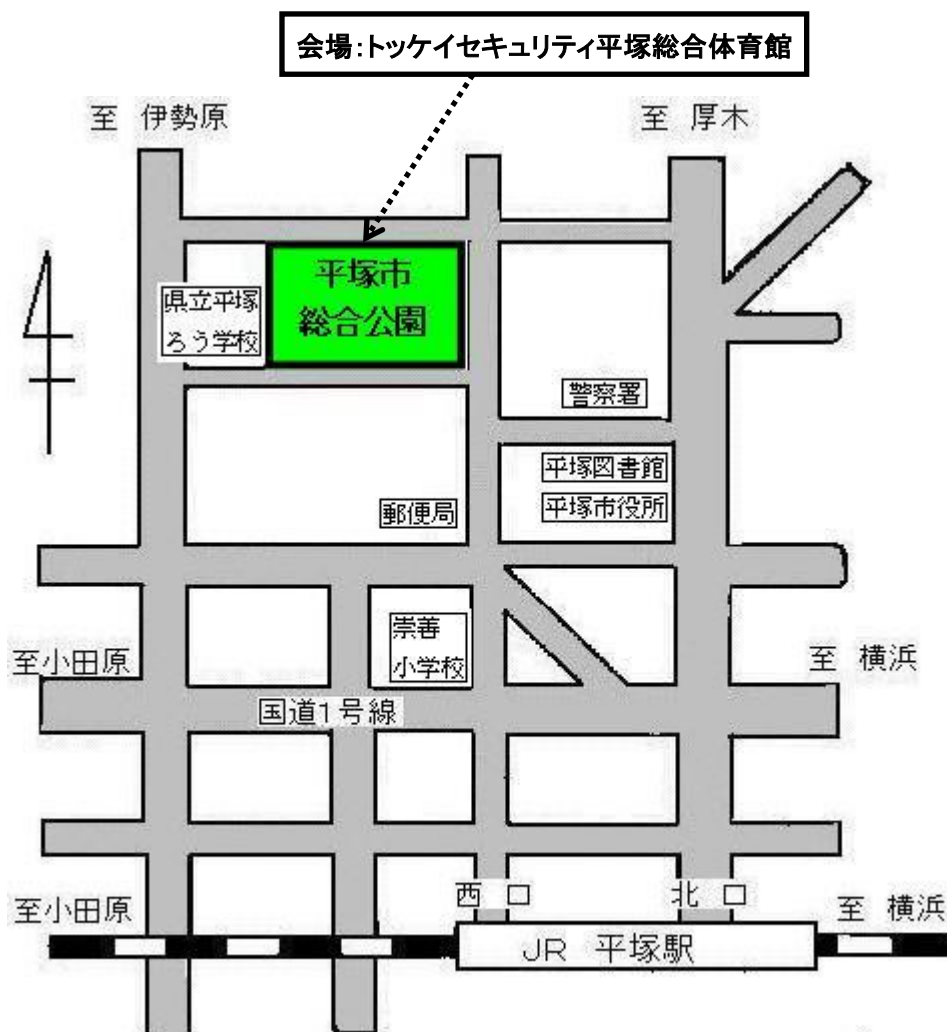 会場:トッケイセキュリティ平塚総合体育館
至 伊勢原
至 厚木
平塚市
総合公園
県立平塚
ろう学校
警察署
平塚図書館
平塚市役所
郵便局
崇善
小学校
至小田原
至 横浜
国道1号線
西 口
北 口
至小田原
至 横浜
JR 平塚駅